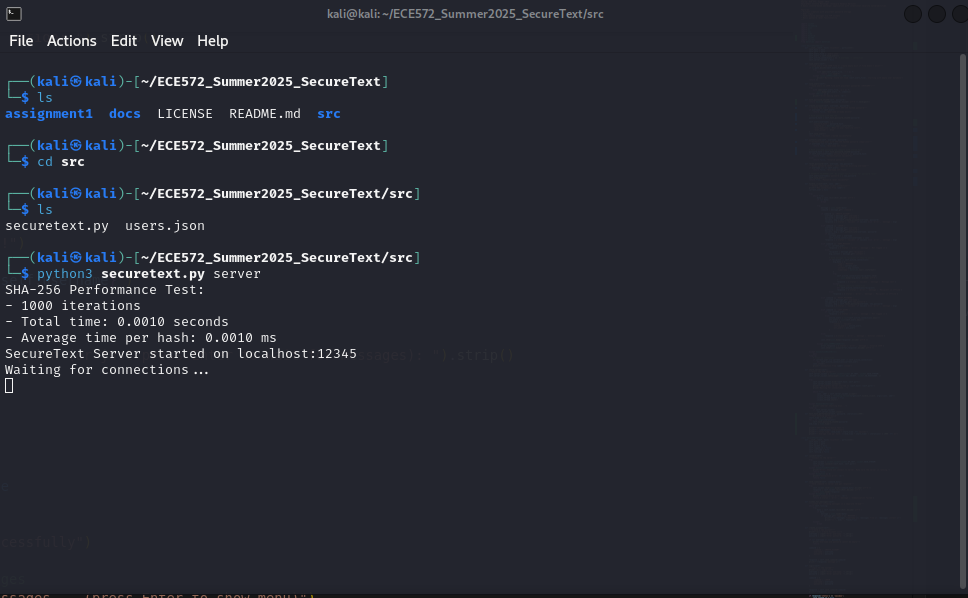 kali@kali: ~/ECE572_Summer2025_SecureText/src
File Actions Edit View Help
┌──(kali㉿kali)-[~/ECE572_Summer2025_SecureText]
└─$ ls
assignment1 docs LICENSE README.md src
┌──(kali㉿kali)-[~/ECE572_Summer2025_SecureText]
└─$ cd src
┌──(kali㉿kali)-[~/ECE572_Summer2025_SecureText/src]
└─$ ls
securetext.py users.json
┌──(kali㉿kali)-[~/ECE572_Summer2025_SecureText/src]
└─$ python3 securetext.py server
SHA-256 Performance Test:
- 1000 iterations
- Total time: 0.0010 seconds
- Average time per hash: 0.0010 ms
SecureText Server started on localhost:12345
Waiting for connections...